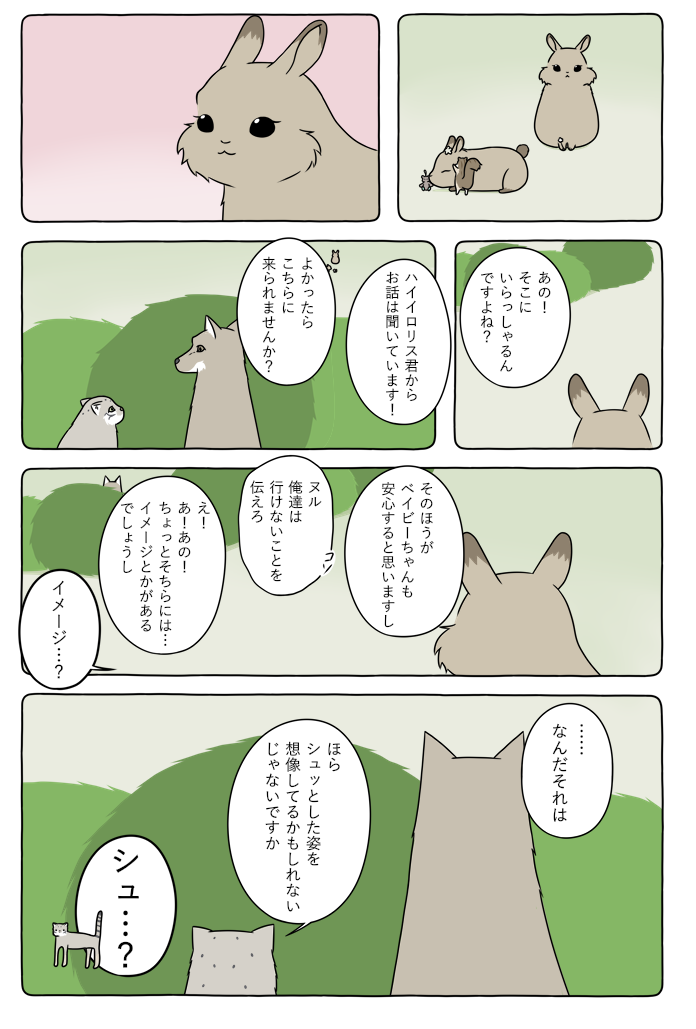 あの！
そこに
いらっしゃるん
ですよね？
ハイイロリス君から
お話は聞いています！
よかったら
こちらに
来られませんか？
そのほうが
ベイビーちゃんも
安心すると思いますし
ヌル
俺達は
行けないことを
伝えろ
え！
あ！あの！
ちょっとそちらには…
イメージとかがある
でしょうし
イメージ…？
……
なんだそれは
ほら
シュッとした姿を
想像してるかもしれない
じゃないですか
シュ…？